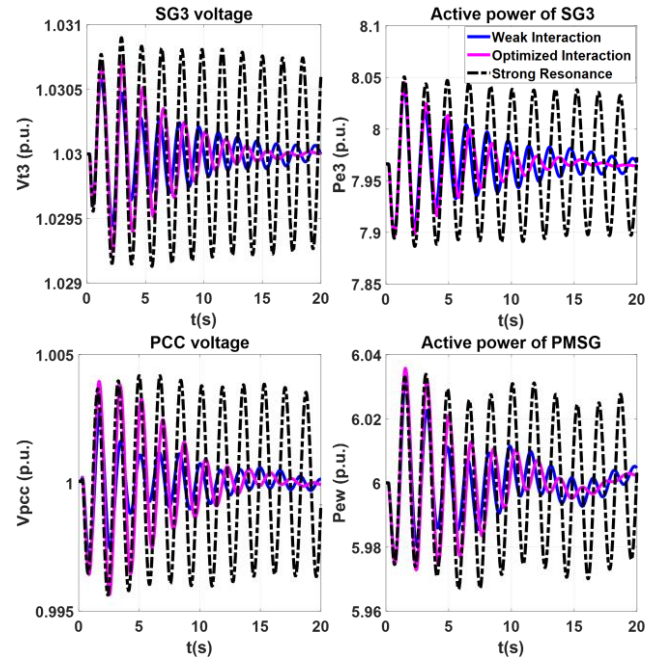 SG3 voltage
1.031
1.0305
1.03
1.0295
1.029
Vt3 (p.u.)
0 5 10 15 20
t(s)
Active power of SG3
8.1
8.05
8
7.95
7.9
7.85
Pe3 (p.u.)
Weak Interaction
Optimized Interaction
Strong Resonance
0 5 10 15 20
t(s)
PCC voltage
1.005
1
0.995
Vpcc (p.u.)
0 5 10 15 20
t(s)
Active power of PMSG
6.04
6.02
6
5.98
5.96
Pew (p.u.)
0 5 10 15 20
t(s)